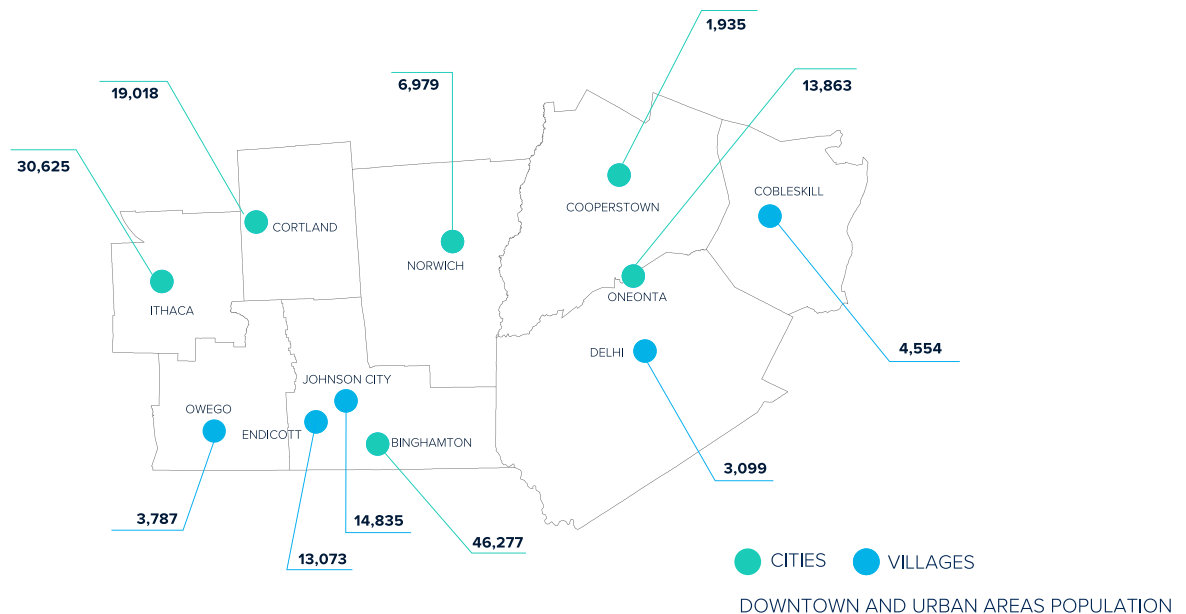 1,935
13,863
6,979
19,018
30,625
COBLESKILL
COOPERSTOWN
CORTLAND
NORWICH
ONEONTA
ITHACA
4,554
DELHI
JOHNSON CITY
OWEGO
ENDICOTT
BINGHAMTON
3,099
3,787
14,835
46,277
13,073
CITIES
VILLAGES
DOWNTOWN AND URBAN AREAS POPULATION